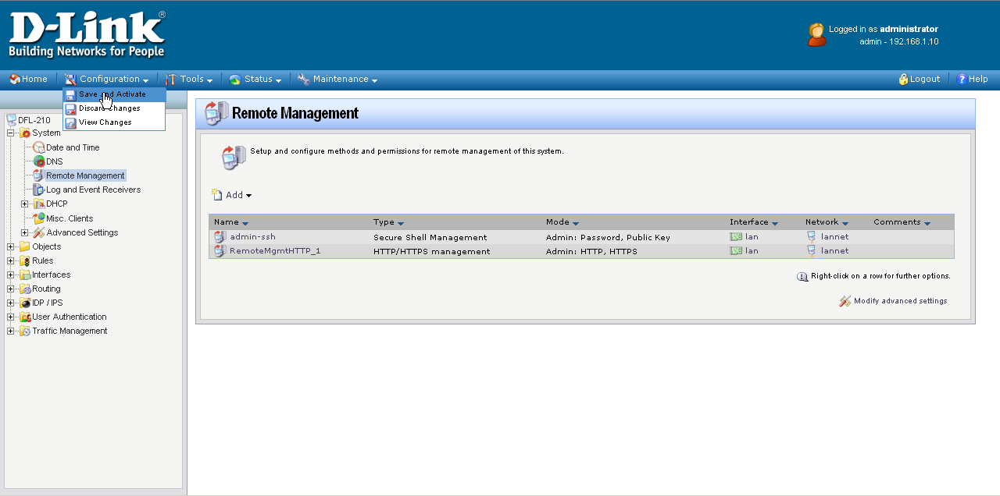 D-Link®
Building Networks for People
Logged in as administrator
admin - 192.168.1.10
Home Configuration Tools Status Maintenance Logout Help
Save and Activate
Discard Changes
View Changes
DFL-210
System
Date and Time
DNS
Remote Management
Log and Event Receivers
DHCP
Misc. Clients
Advanced Settings
Objects
Rules
Interfaces
Routing
IDP / IPS
User Authentication
Traffic Management
Remote Management
Setup and configure methods and permissions for remote management of this system.
Add
Name Type Mode Interface Network Comments
admin-ssh Secure Shell Management Admin: Password, Public Key lan lannet
RemoteMgmtHTTP_1 HTTP/HTTPS management Admin: HTTP, HTTPS lan lannet
Right-click on a row for further options.
Modify advanced settings